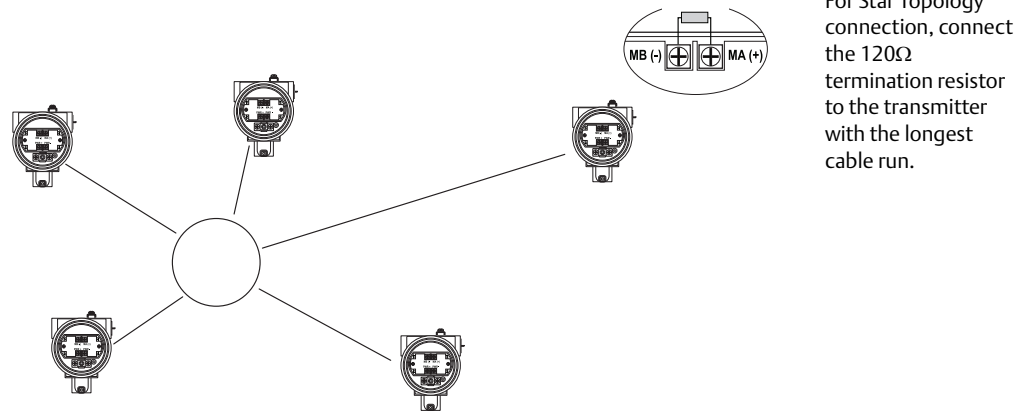 For Star Topology
connection, connect
the 120Ω
termination resistor
to the transmitter
with the longest
cable run.
MB (-)
MA (+)